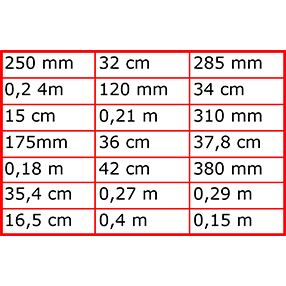 250 mm 32 cm 285 mm
0,2 4m 120 mm 34 cm
15 cm 0,21 m 310 mm
175mm 36 cm 37,8 cm
0,18 m 42 cm 380 mm
35,4 cm 0,27 m 0,29 m
16,5 cm 0,4 m 0,15 m